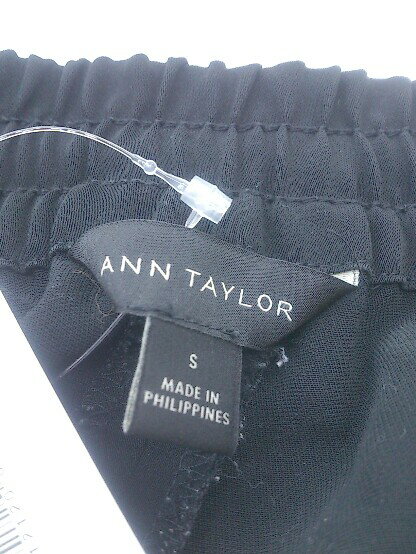 ANN TAYLOR
S
MADE IN
PHILIPPINES